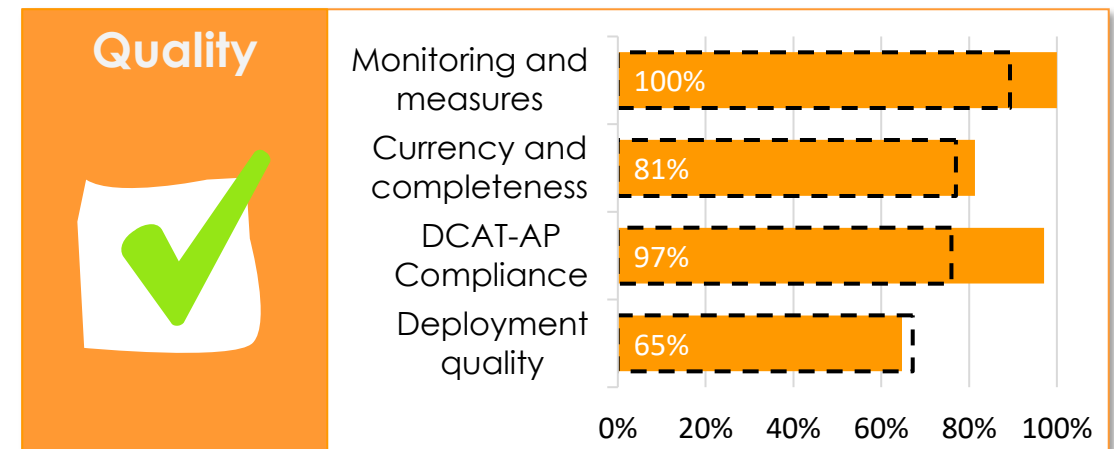 Quality
Monitoring and
measures
100%
Currency and
completeness
81%
DCAT-AP
Compliance
97%
Deployment
quality
65%
0% 20% 40% 60% 80% 100%